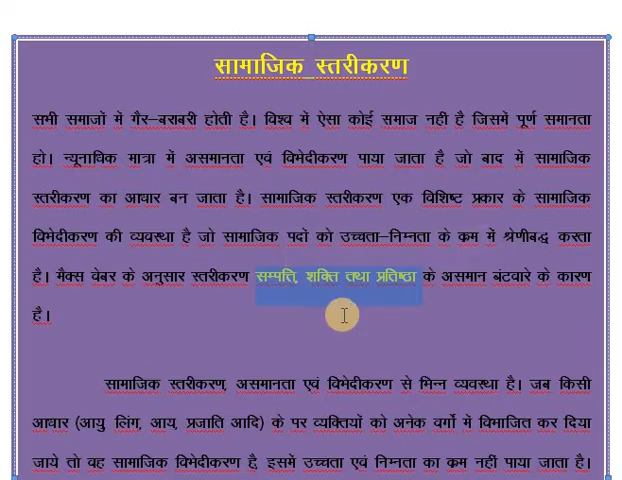 सामाजिक स्तरीकरण
सभी समाजों में गैर–बराबरी होती है। विश्व में ऐसा कोई समाज नही है जिसमें पूर्ण समानता
हो। न्यूनाधिक मात्रा में असमानता एवं विभेदीकरण पाया जाता है जो बाद में सामाजिक
स्तरीकरण का आधार बन जाता है। सामाजिक स्तरीकरण एक विशिष्ट प्रकार के सामाजिक
विभेदीकरण की व्यवस्था है जो सामाजिक पदो को उच्चता–निम्नता के क्रम में श्रेणीबद्ध करता
है। मैक्स वेबर के अनुसार स्तरीकरण सम्पत्ति, शक्ति तथा प्रतिष्ठा के असमान बंटवारे के कारण
है।
सामाजिक स्तरीकरण, असमानता एवं विभेदीकरण से भिन्न व्यवस्था है। जब किसी
आधार (आयु, लिंग, आय, प्रजाति आदि) के पर व्यक्तियों को अनेक वर्गों में विभाजित कर दिया
जाये तो वह सामाजिक विभेदीकरण है, इसमें उच्चता एवं निम्नता का क्रम नहीं पाया जाता है।